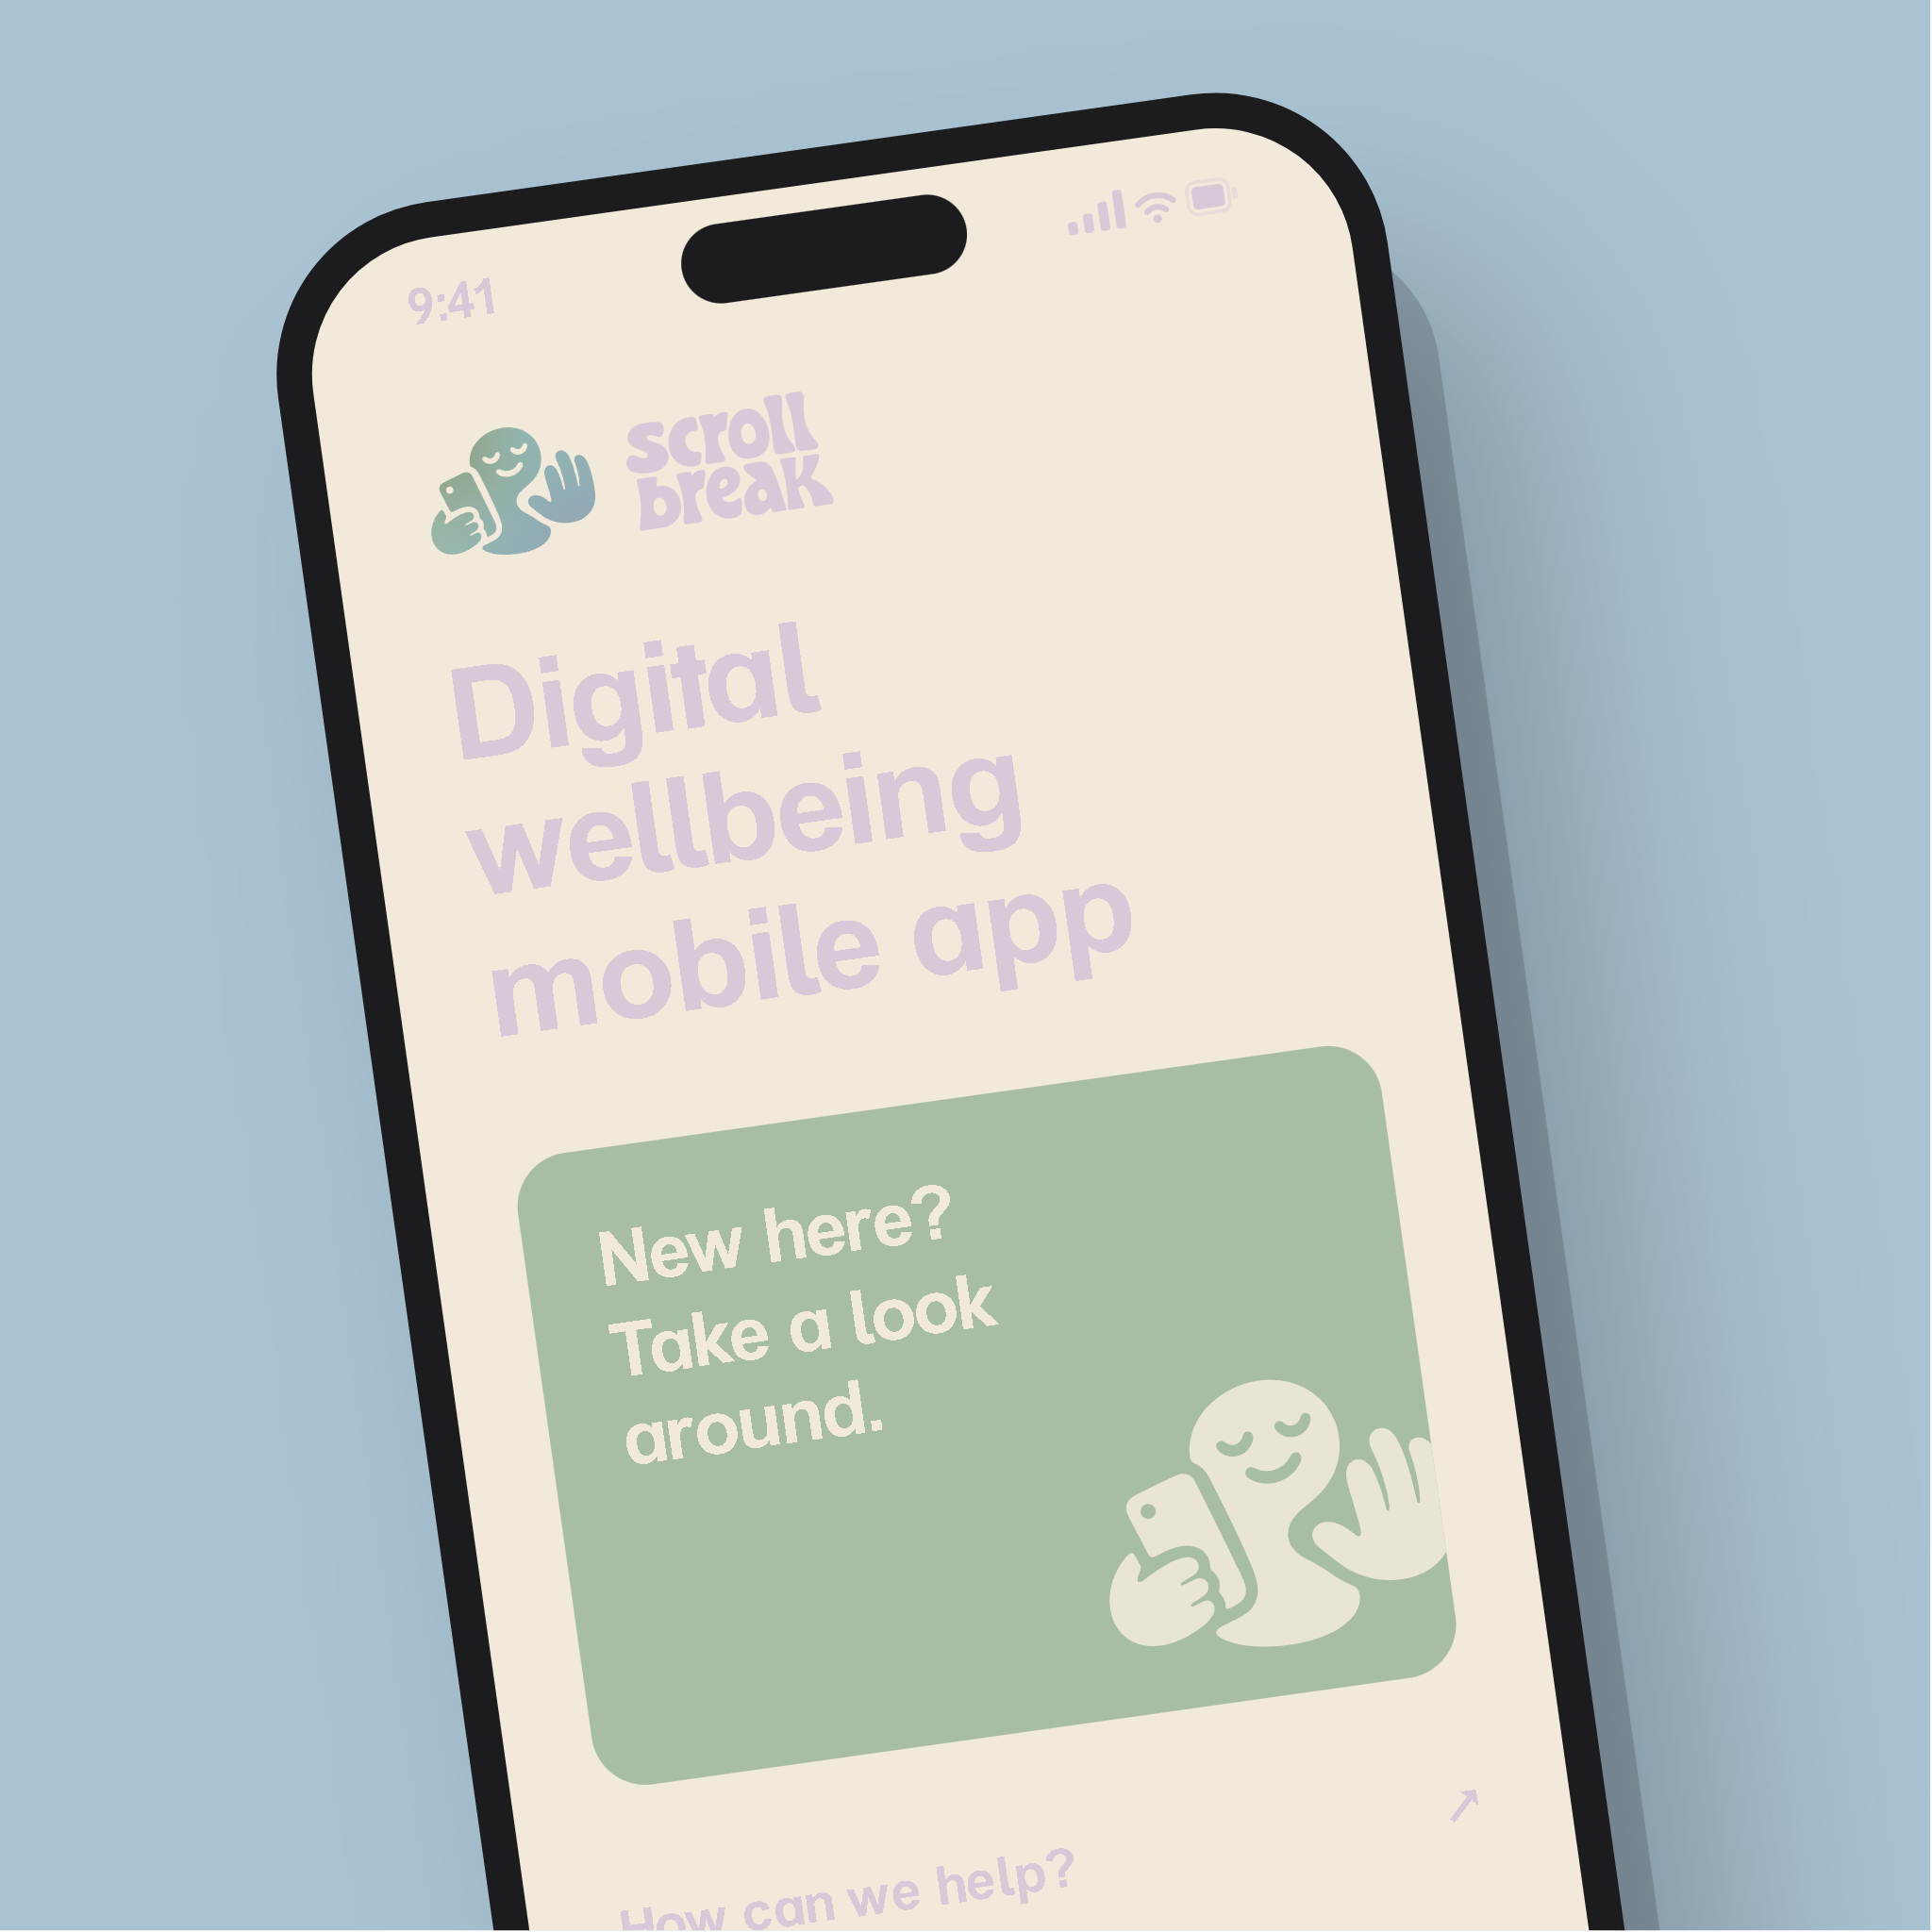 9:41
scroll
break
Digital
wellbeing
mobile app
New here?
Take a look
around.
How can we help?